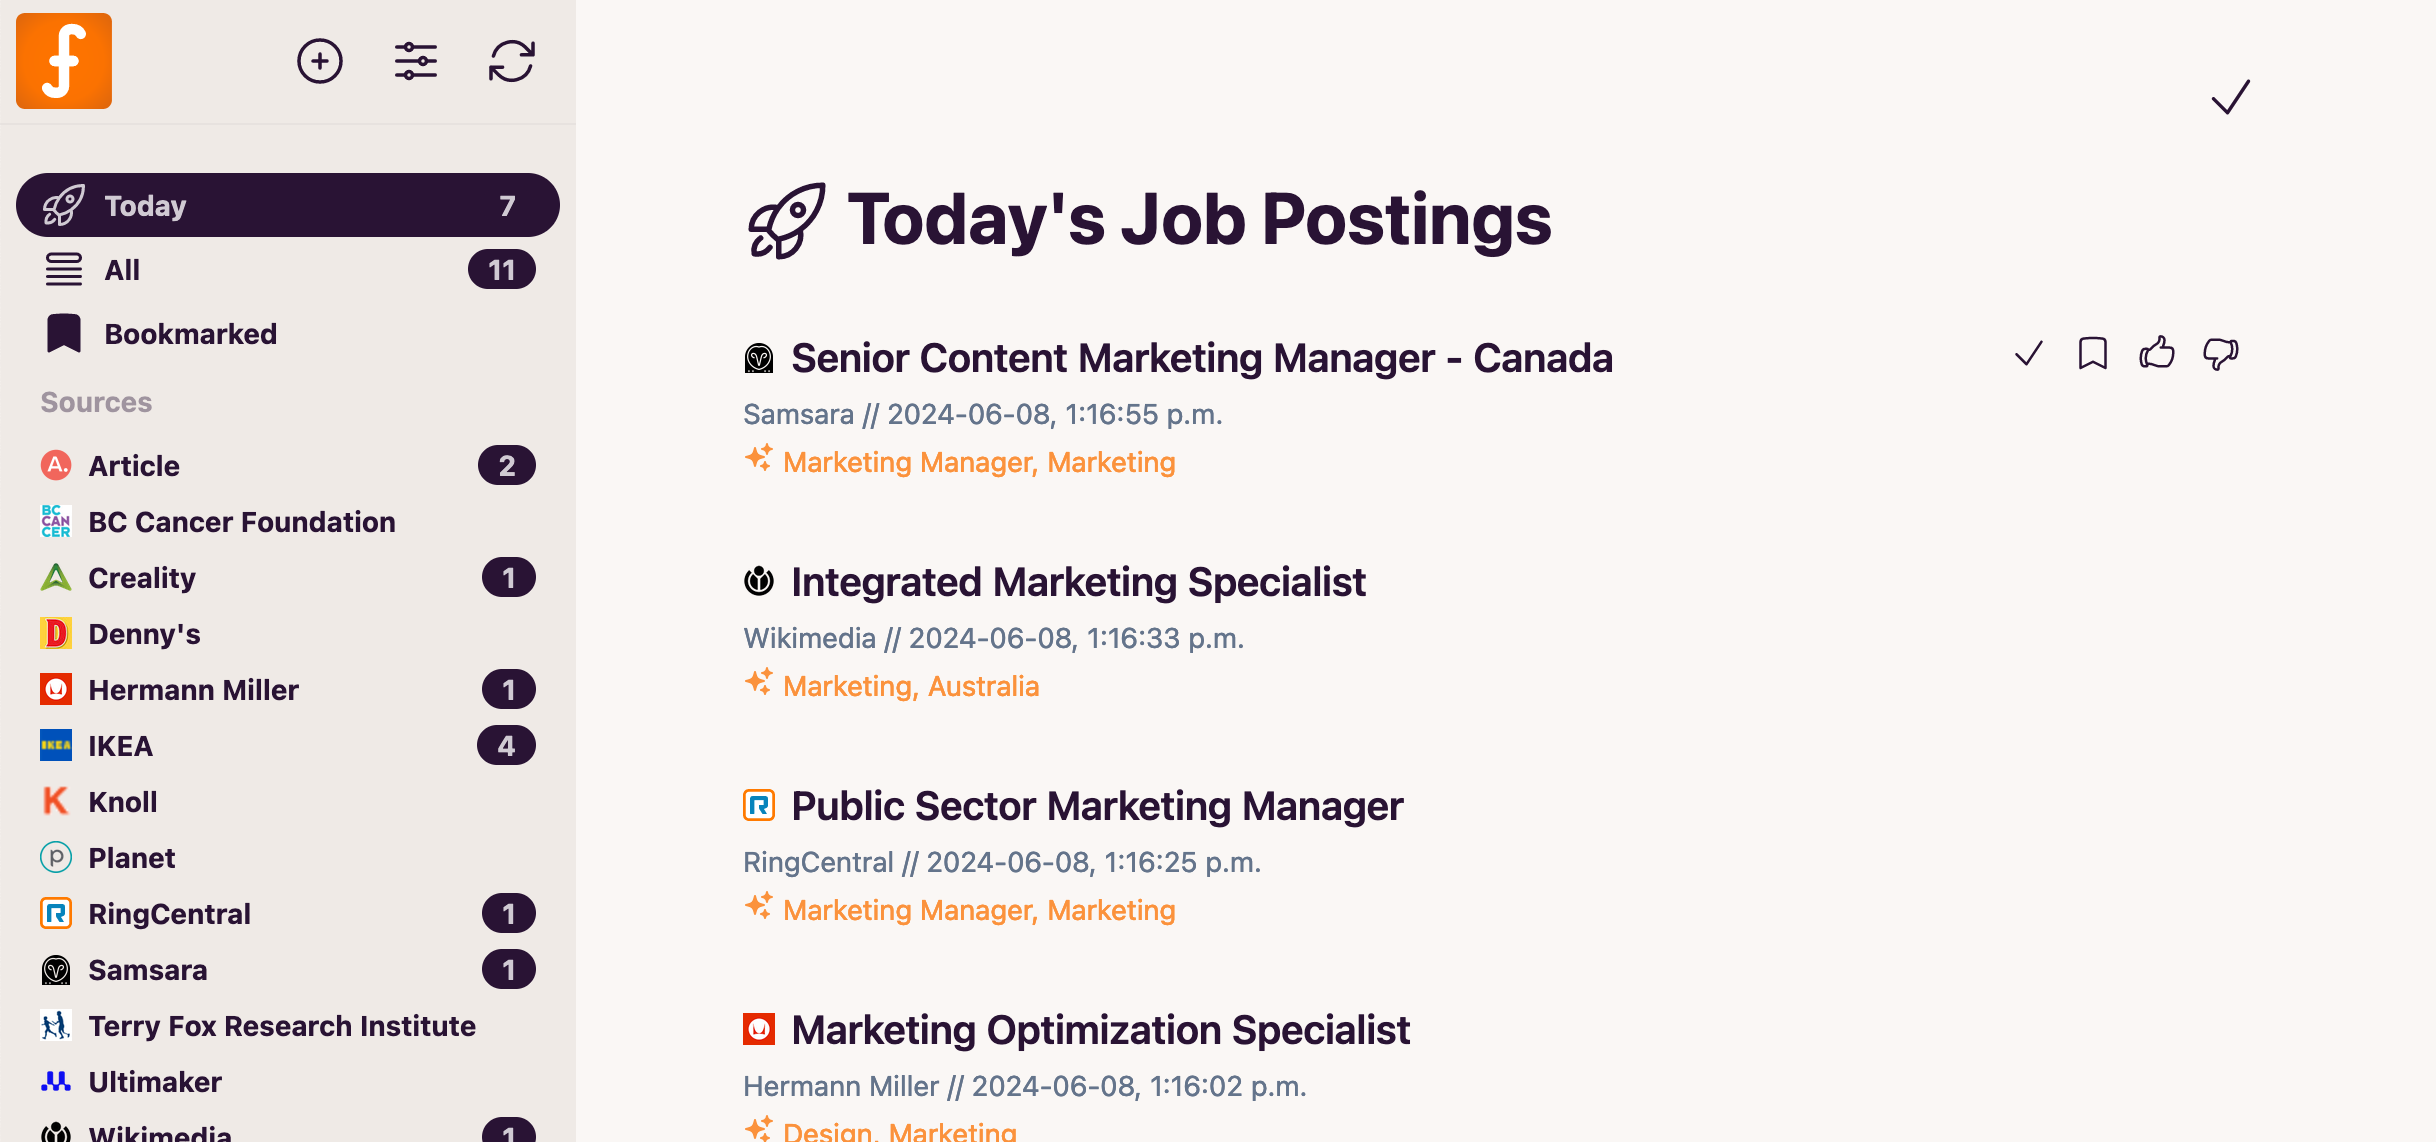 Today 7
All 11
Bookmarked
Sources
A. Article 2
BC CAN CER BC Cancer Foundation
Creality 1
D Denny's
Hermann Miller 1
IKEA IKEA 4
K Knoll
p Planet
R RingCentral 1
Samsara 1
Terry Fox Research Institute
Ultimaker
Wikimedia 1
Today's Job Postings
Senior Content Marketing Manager - Canada
Samsara // 2024-06-08, 1:16:55 p.m.
Marketing Manager, Marketing
Integrated Marketing Specialist
Wikimedia // 2024-06-08, 1:16:33 p.m.
Marketing, Australia
R Public Sector Marketing Manager
RingCentral // 2024-06-08, 1:16:25 p.m.
Marketing Manager, Marketing
Marketing Optimization Specialist
Hermann Miller // 2024-06-08, 1:16:02 p.m.
Design, Marketing